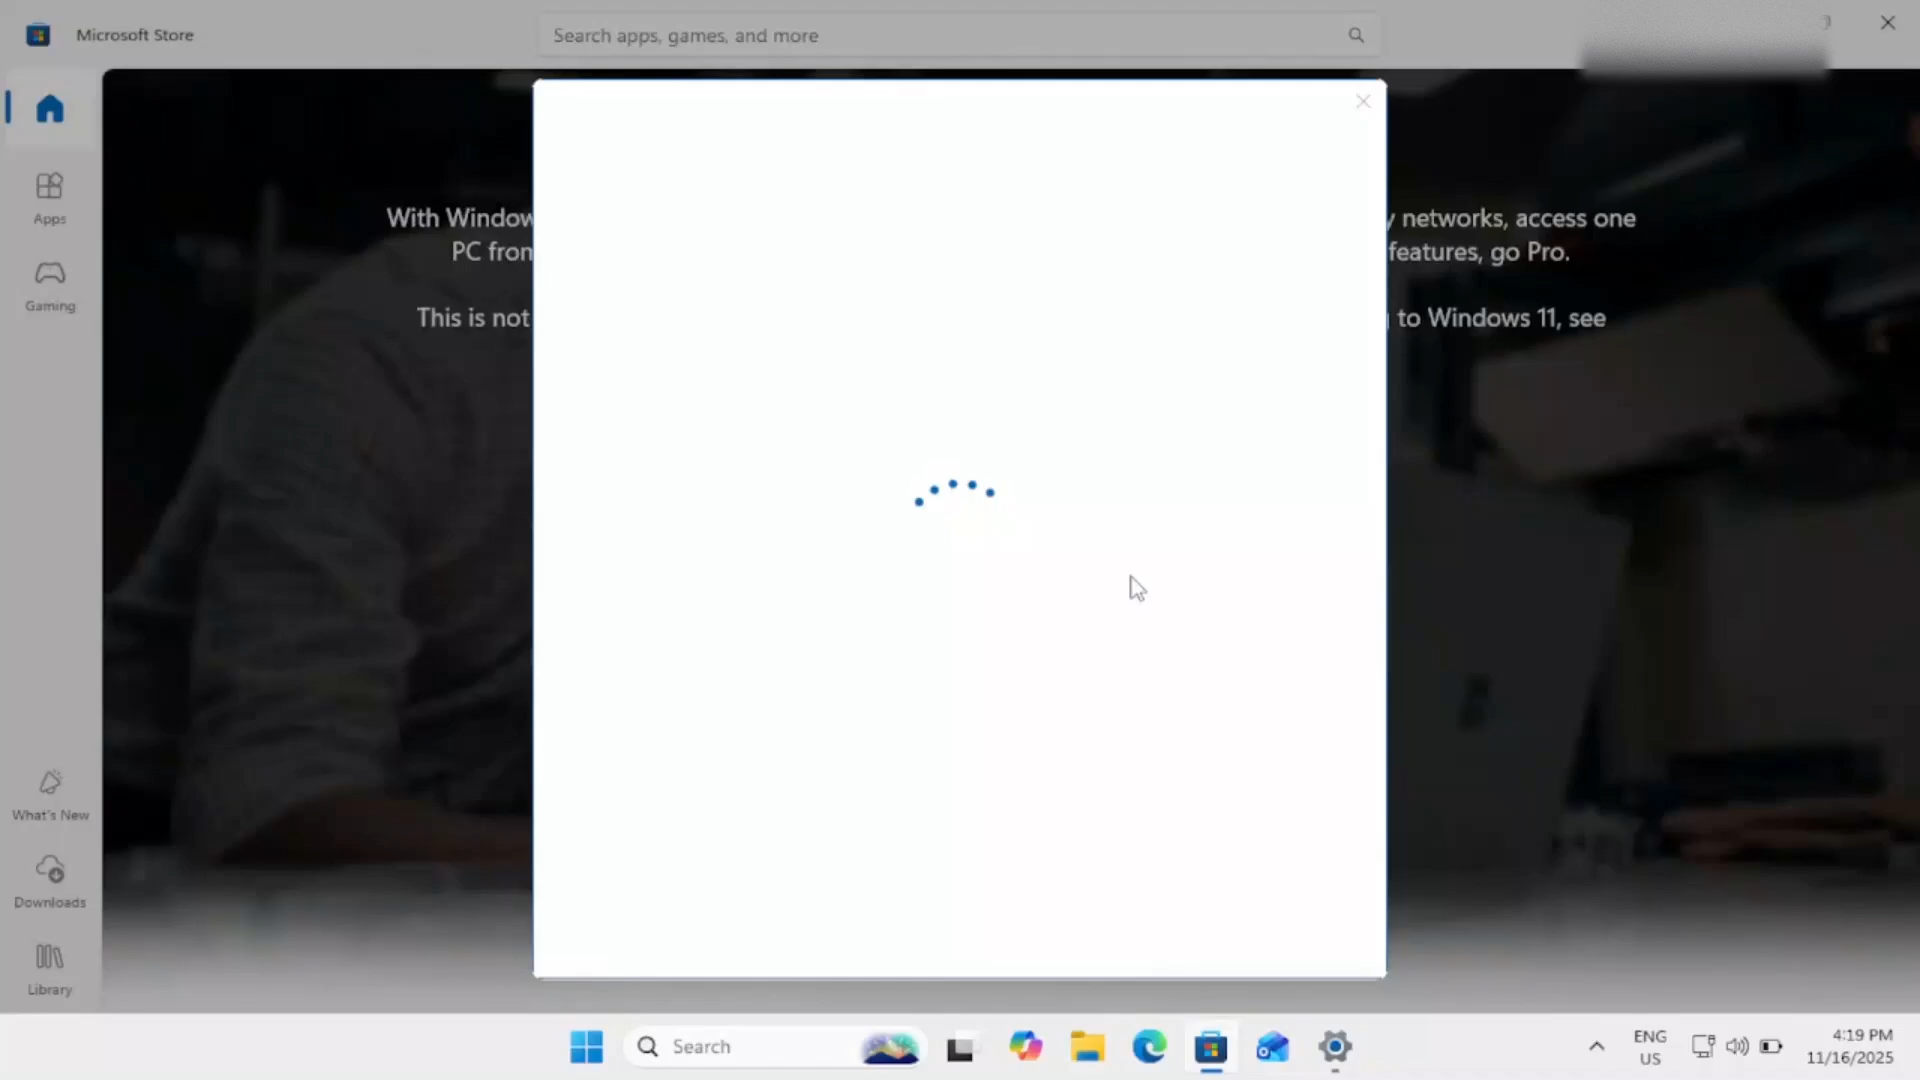 Microsoft Store
Search apps, games, and more
Apps
Gaming
With Window
y networks, access one
PC from
features, go Pro.
This is not
to Windows 11, see
What's New
Downloads
Library
Search
ENG
US
4:19 PM
11/16/2025